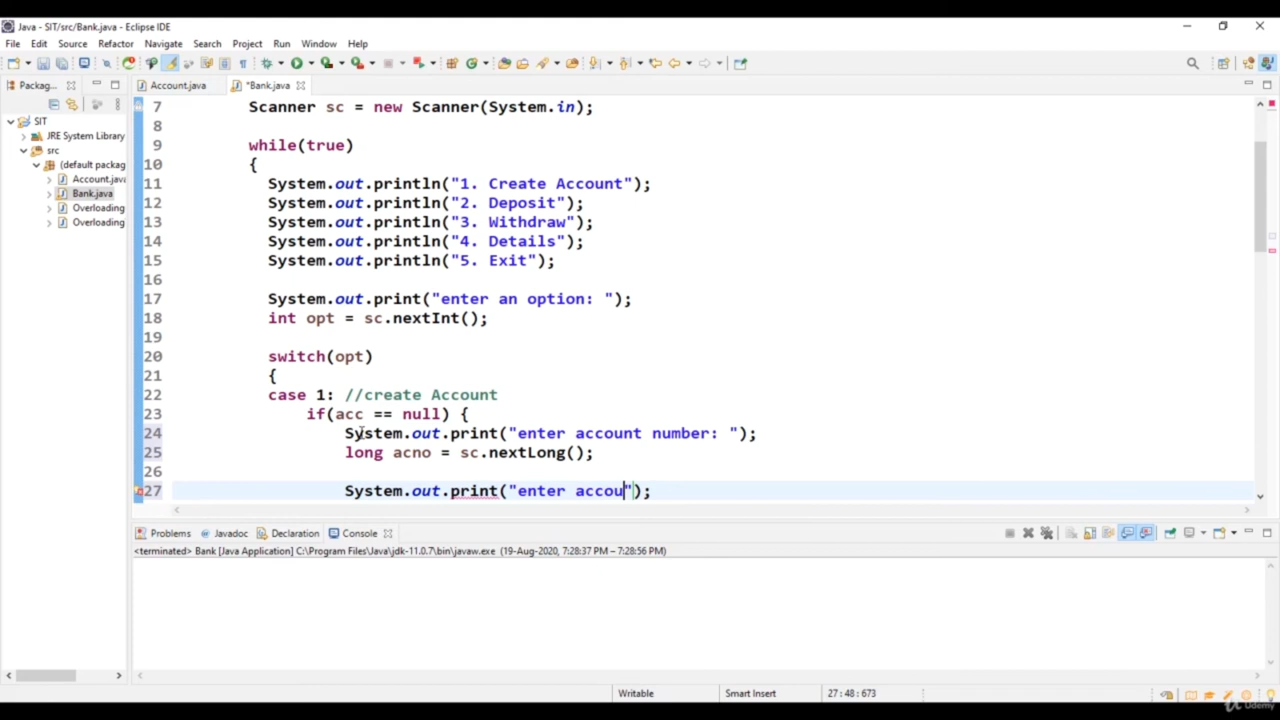 Java - SIT/src/Bank.java - Eclipse IDE
File Edit Source Refactor Navigate Search Project Run Window Help
Packag... Account.java *Bank.java
SIT
JRE System Library
src
(default packag
Account.java
Bank.java
Overloading
Overloading
7 Scanner sc = new Scanner(System.in);
8
9 while(true)
10 {
11 System.out.println("1. Create Account");
12 System.out.println("2. Deposit");
13 System.out.println("3. Withdraw");
14 System.out.println("4. Details");
15 System.out.println("5. Exit");
16
17 System.out.print("enter an option: ");
18 int opt = sc.nextInt();
19
20 switch(opt)
21 {
22 case 1: //create Account
23 if(acc == null) {
24 System.out.print("enter account number: ");
25 long acno = sc.nextLong();
26
27 System.out.print("enter accou");
Problems Javadoc Declaration Console
<terminated> Bank [Java Application] C:\Program Files\Java\jdk-11.0.7\bin\javaw.exe (19-Aug-2020, 7:28:37 PM – 7:28:56 PM)
Writable Smart Insert 27 : 48 : 673
Udemy